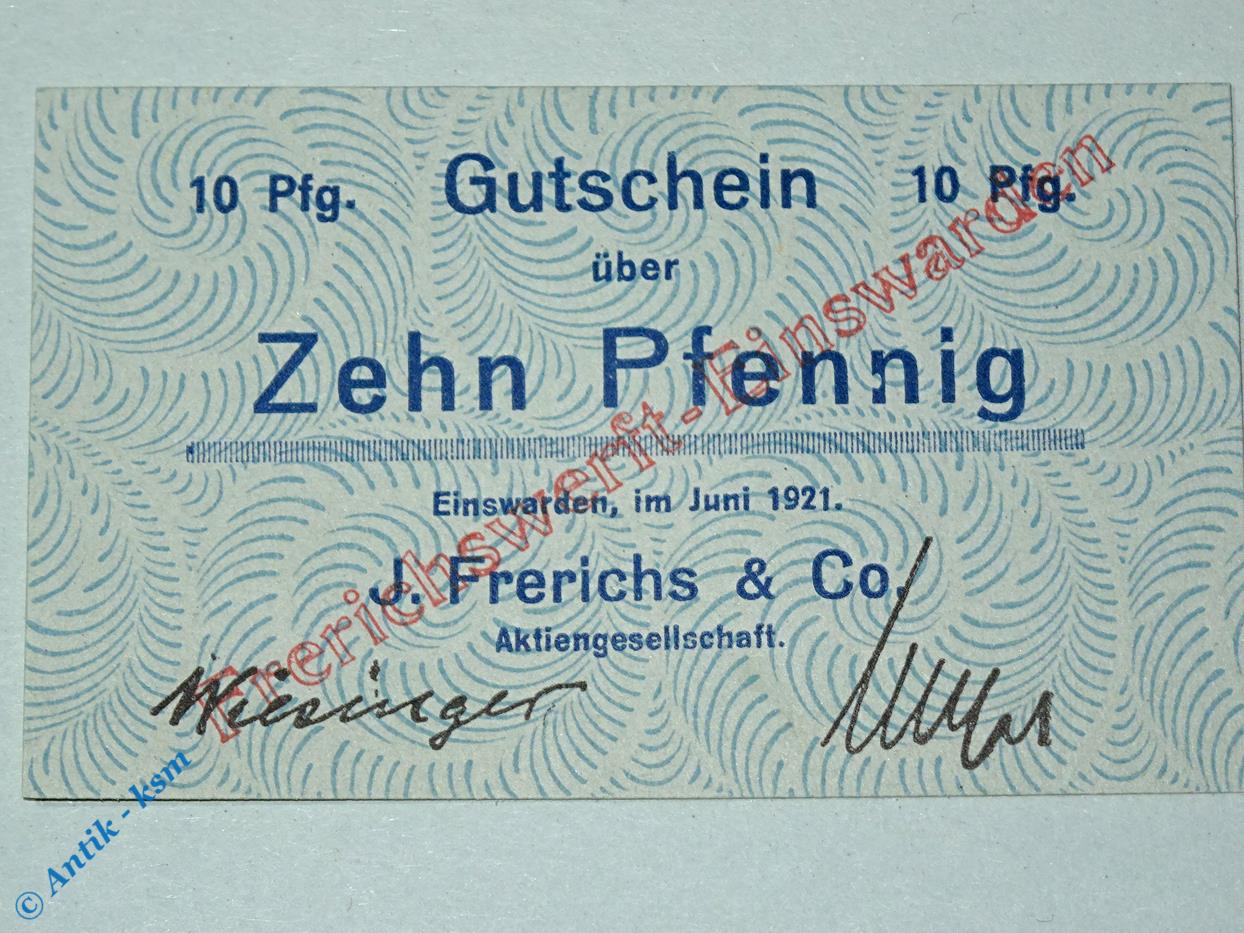 10 Pfg. Gutschein 10 Pfg.
über
Zehn Pfennig
Einswarden, im Juni 1921.
J. Frerichs & Co.
Aktiengesellschaft.
Frerichswerft - Einswarden
Wiesinger
© Antik - ksm